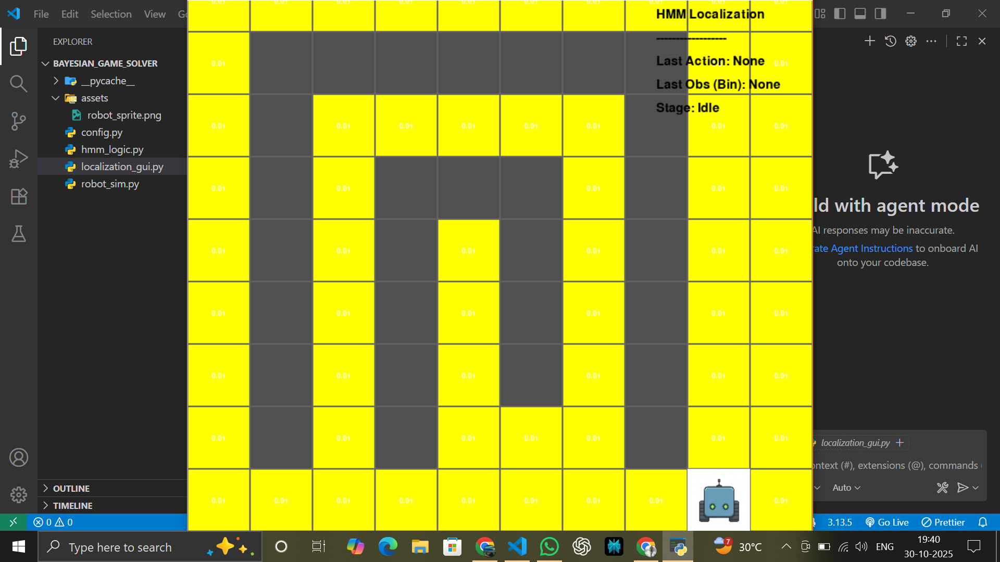 File Edit Selection View Go
EXPLORER
BAYESIAN_GAME_SOLVER
__pycache__
assets
robot_sprite.png
config.py
hmm_logic.py
localization_gui.py
robot_sim.py
OUTLINE
TIMELINE
0 0
0.01 0.01 0.01 0.01 0.01 0.01 0.01 0.01 0.01 0.01
HMM Localization
------------------
0.01 0.01
Last Action: None
Last Obs (Bin): None
Stage: Idle
0.01 0.01 0.01 0.01 0.01 0.01 0.01 0.01
0.01 0.01 0.01 0.01 0.01
0.01 0.01 0.01 0.01 0.01 0.01
0.01 0.01 0.01 0.01 0.01 0.01
0.01 0.01 0.01 0.01 0.01 0.01
0.01 0.01 0.01 0.01 0.01 0.01 0.01
0.01 0.01 0.01 0.01 0.01 0.01 0.01 0.01 0.01
ld with agent mode
AI responses may be inaccurate.
rate Agent Instructions to onboard AI
onto your codebase.
localization_gui.py
ontext (#), extensions (@), commands
Auto
3.13.5 Go Live Prettier
Type here to search
7
30°C
ENG
19:40
30-10-2025